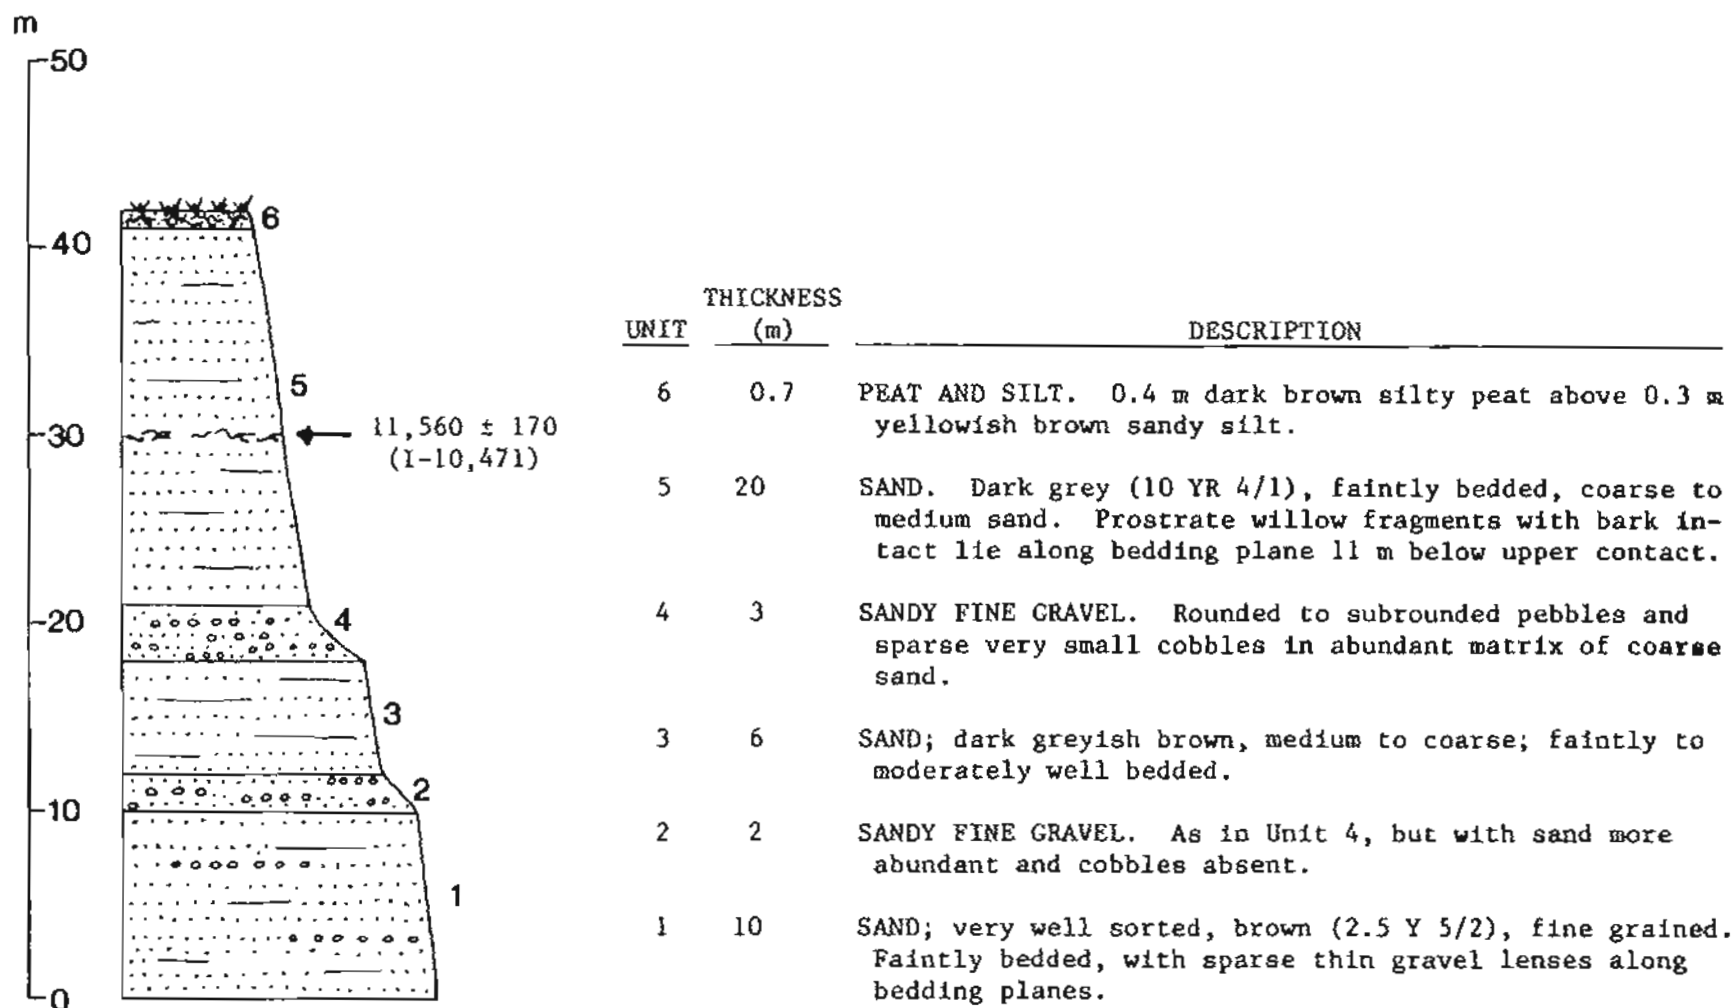 m
50
40
30
20
10
0
6
5
4
3
2
1
11,560 ± 170
(I-10,471)
THICKNESS
UNIT (m) DESCRIPTION
6 0.7 PEAT AND SILT. 0.4 m dark brown silty peat above 0.3 m
yellowish brown sandy silt.
5 20 SAND. Dark grey (10 YR 4/1), faintly bedded, coarse to
medium sand. Prostrate willow fragments with bark in-
tact lie along bedding plane 11 m below upper contact.
4 3 SANDY FINE GRAVEL. Rounded to subrounded pebbles and
sparse very small cobbles in abundant matrix of coarse
sand.
3 6 SAND; dark greyish brown, medium to coarse; faintly to
moderately well bedded.
2 2 SANDY FINE GRAVEL. As in Unit 4, but with sand more
abundant and cobbles absent.
1 10 SAND; very well sorted, brown (2.5 Y 5/2), fine grained.
Faintly bedded, with sparse thin gravel lenses along
bedding planes.